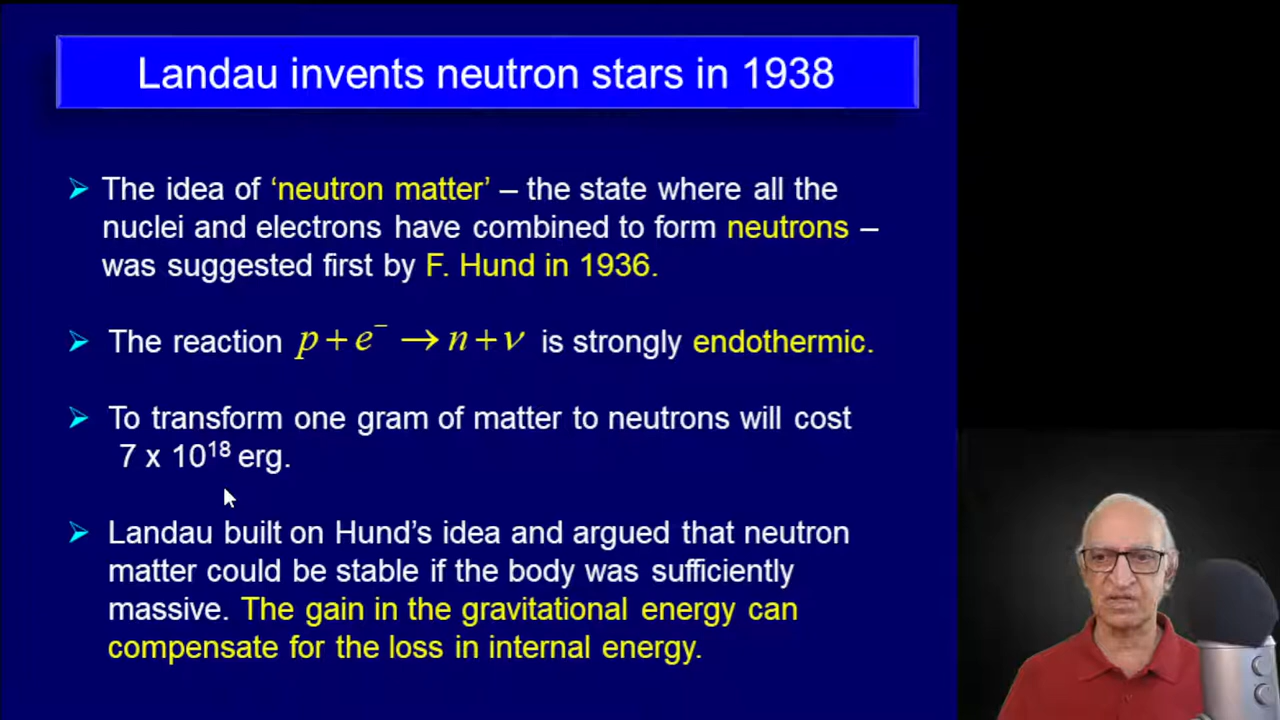 Landau invents neutron stars in 1938
The idea of ‘neutron matter’ – the state where all the
nuclei and electrons have combined to form neutrons –
was suggested first by F. Hund in 1936.
The reaction p + e⁻ → n + ν is strongly endothermic.
To transform one gram of matter to neutrons will cost
7 x 10¹⁸ erg.
Landau built on Hund’s idea and argued that neutron
matter could be stable if the body was sufficiently
massive. The gain in the gravitational energy can
compensate for the loss in internal energy.